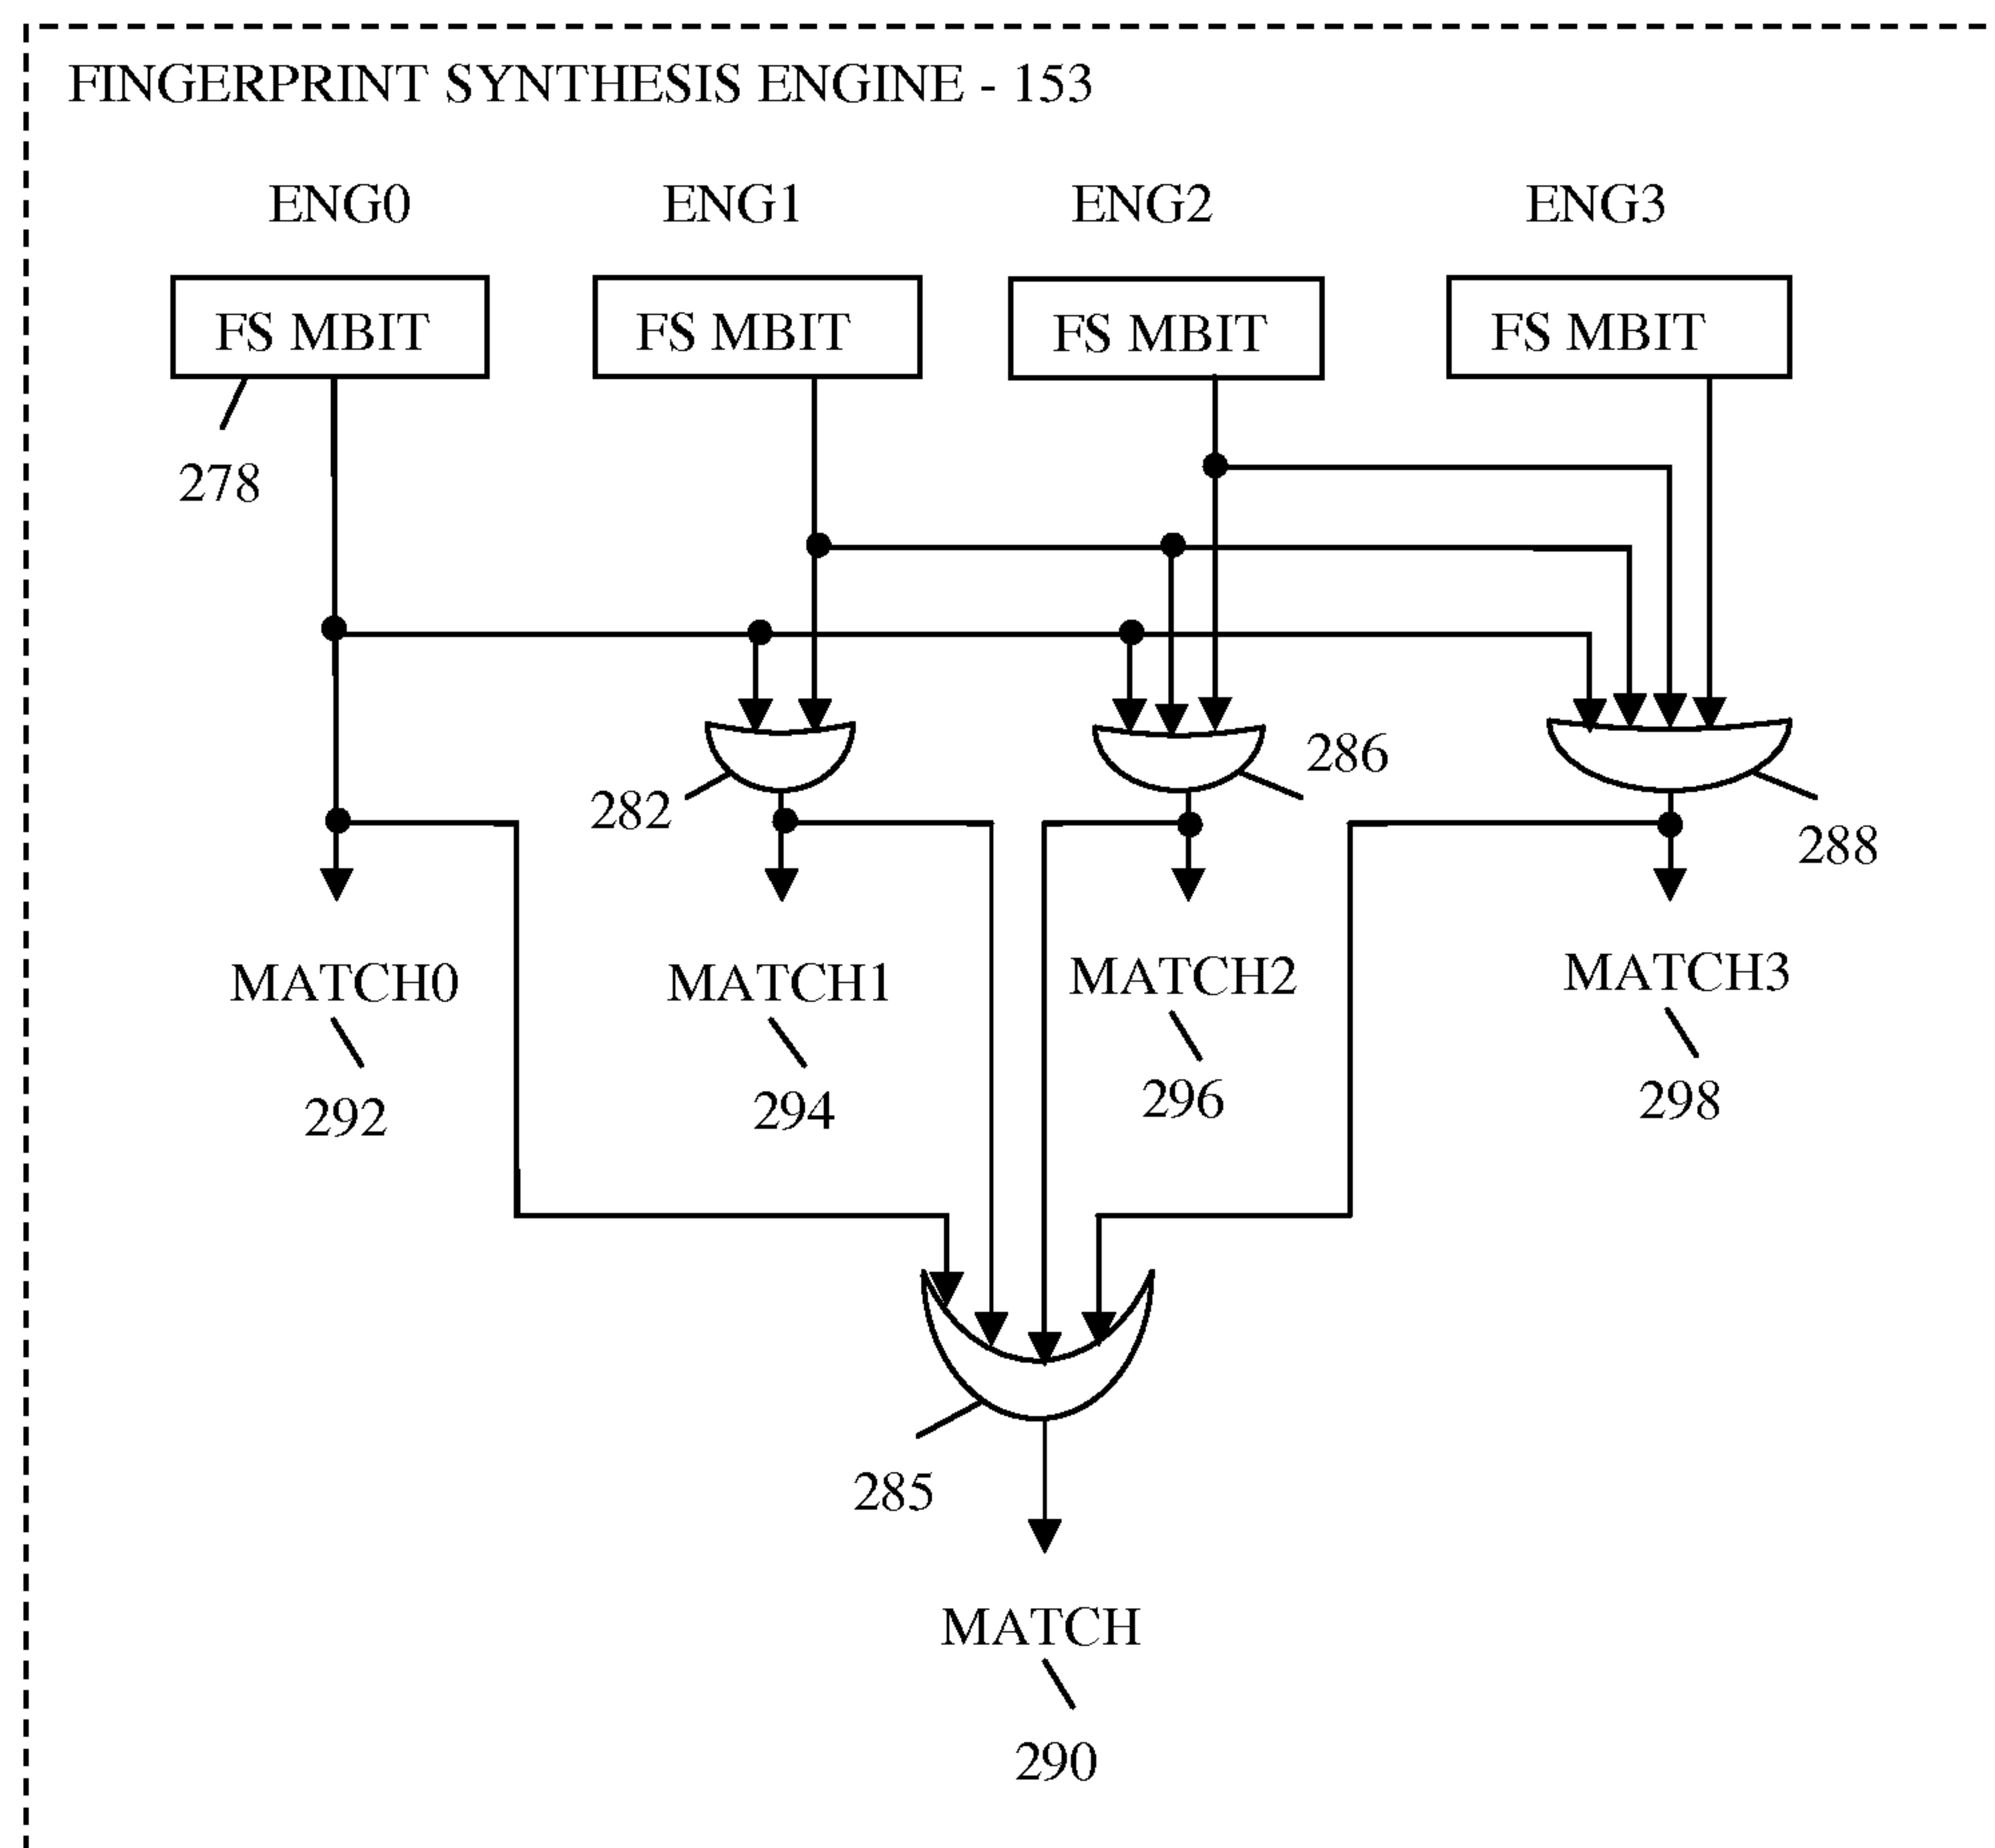 FINGERPRINT SYNTHESIS ENGINE - 153
ENG0 ENG1 ENG2 ENG3
FS MBIT FS MBIT FS MBIT FS MBIT
278
286
282
288
MATCH0 MATCH1 MATCH2 MATCH3
292 294 296 298
285
MATCH
290